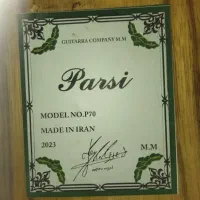 GUITARRA COMPANY M.M
Parsi
MODEL NO.P70
MADE IN IRAN
2023
M.M